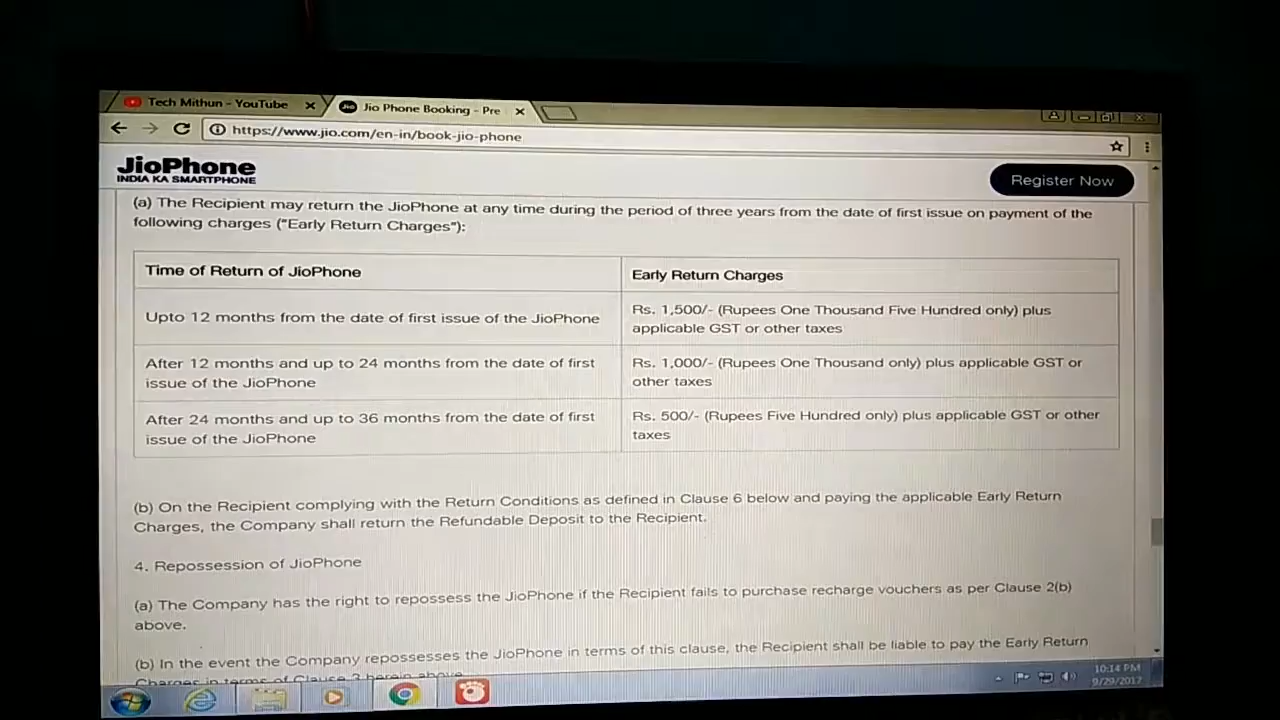 Tech Mithun - YouTube
Jio Phone Booking - Pre
https://www.jio.com/en-in/book-jio-phone
JioPhone
INDIA KA SMARTPHONE
Register Now
(a) The Recipient may return the JioPhone at any time during the period of three years from the date of first issue on payment of the
following charges ("Early Return Charges"):
Time of Return of JioPhone
Early Return Charges
Upto 12 months from the date of first issue of the JioPhone
Rs. 1,500/- (Rupees One Thousand Five Hundred only) plus
applicable GST or other taxes
After 12 months and up to 24 months from the date of first
issue of the JioPhone
Rs. 1,000/- (Rupees One Thousand only) plus applicable GST or
other taxes
After 24 months and up to 36 months from the date of first
issue of the JioPhone
Rs. 500/- (Rupees Five Hundred only) plus applicable GST or other
taxes
(b) On the Recipient complying with the Return Conditions as defined in Clause 6 below and paying the applicable Early Return
Charges, the Company shall return the Refundable Deposit to the Recipient.
4. Repossession of JioPhone
(a) The Company has the right to repossess the JioPhone if the Recipient fails to purchase recharge vouchers as per Clause 2(b)
above.
(b) In the event the Company repossesses the JioPhone in terms of this clause, the Recipient shall be liable to pay the Early Return
Charges in terms of Clause 3 herein above
10:14 PM
9/29/2017